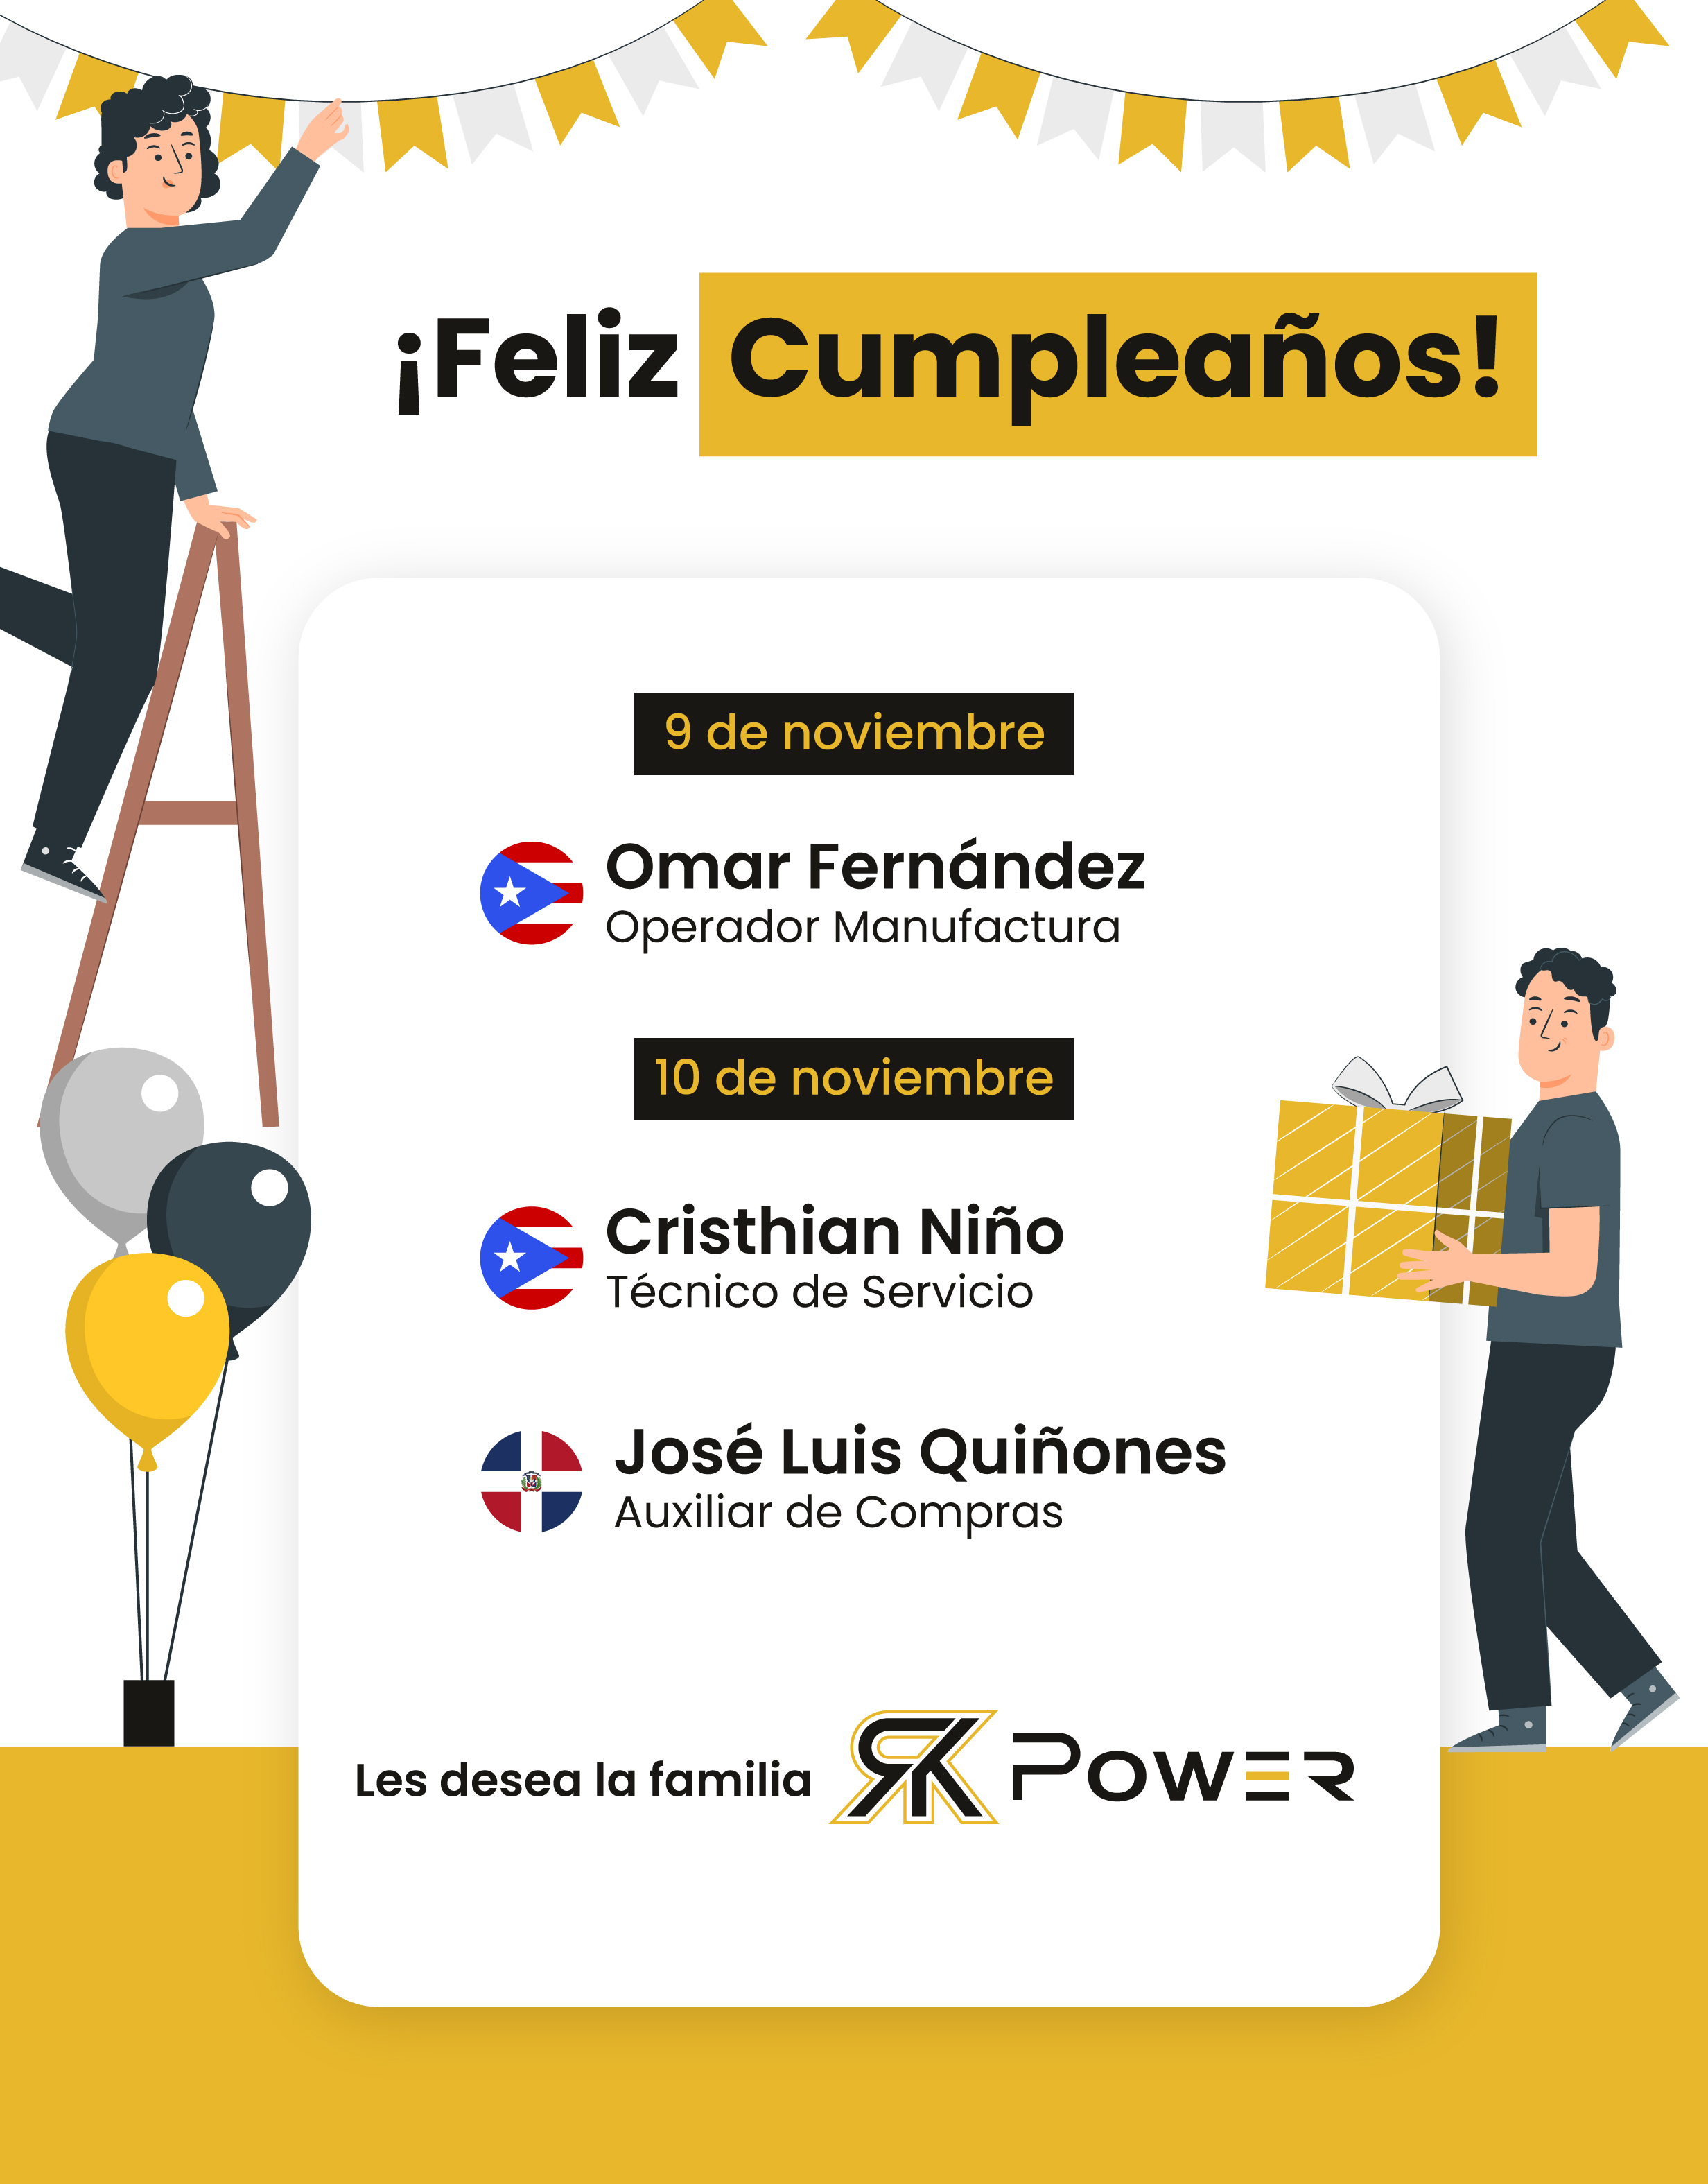 ¡Feliz Cumpleaños!
9 de noviembre
Omar Fernández
Operador Manufactura
10 de noviembre
Cristhian Niño
Técnico de Servicio
José Luis Quiñones
Auxiliar de Compras
Les desea la familia RK Power